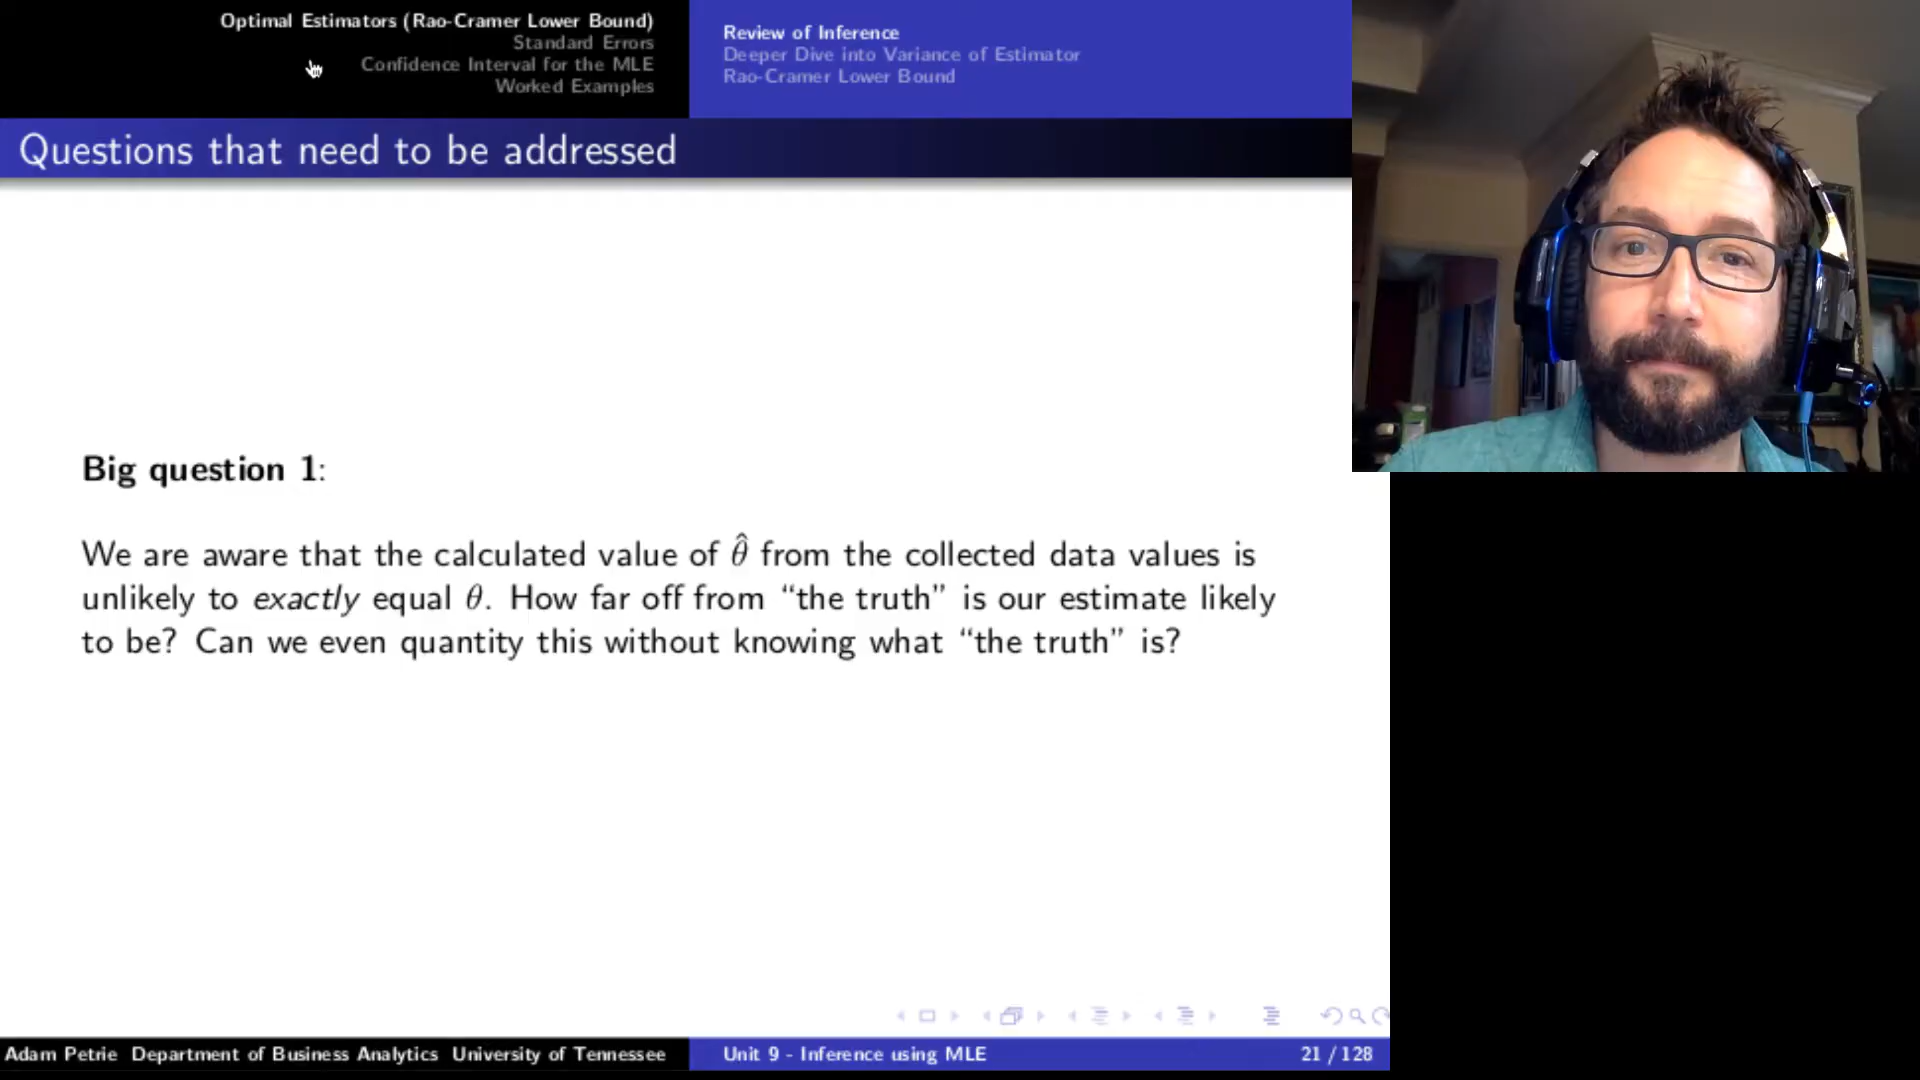 Optimal Estimators (Rao-Cramer Lower Bound)
Standard Errors
Confidence Interval for the MLE
Worked Examples
Review of Inference
Deeper Dive into Variance of Estimator
Rao-Cramer Lower Bound
Questions that need to be addressed
Big question 1:
We are aware that the calculated value of θ̂ from the collected data values is
unlikely to exactly equal θ. How far off from “the truth” is our estimate likely
to be? Can we even quantity this without knowing what “the truth” is?
Adam Petrie Department of Business Analytics University of Tennessee
Unit 9 - Inference using MLE
21 / 128